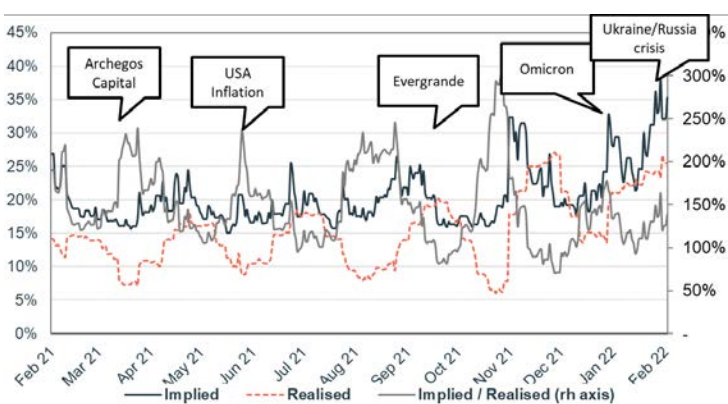 45%
40%
35%
30%
25%
20%
15%
10%
5%
0%
Archegos
Capital
USA
Inflation
Evergrande
Omicron
Ukraine/Russia
crisis
300%
250%
200%
150%
100%
50%
-
Feb 21
Mar 21
Apr 21
May 21
Jun 21
Jul 21
Aug 21
Sep 21
Oct 21
Nov 21
Dec 21
Jan 22
Feb 22
Implied
Realised
Implied / Realised (rh axis)